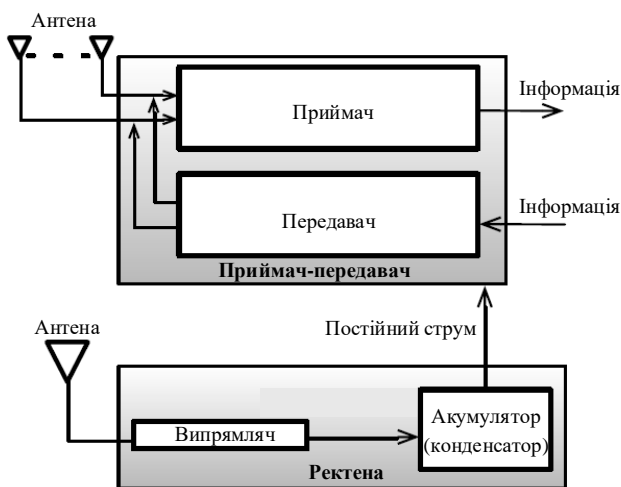 Антена
Інформація
Приймач
Інформація
Передавач
Приймач-передавач
Антена
Постійний струм
Акумулятор
(конденсатор)
Випрямляч
Ректена